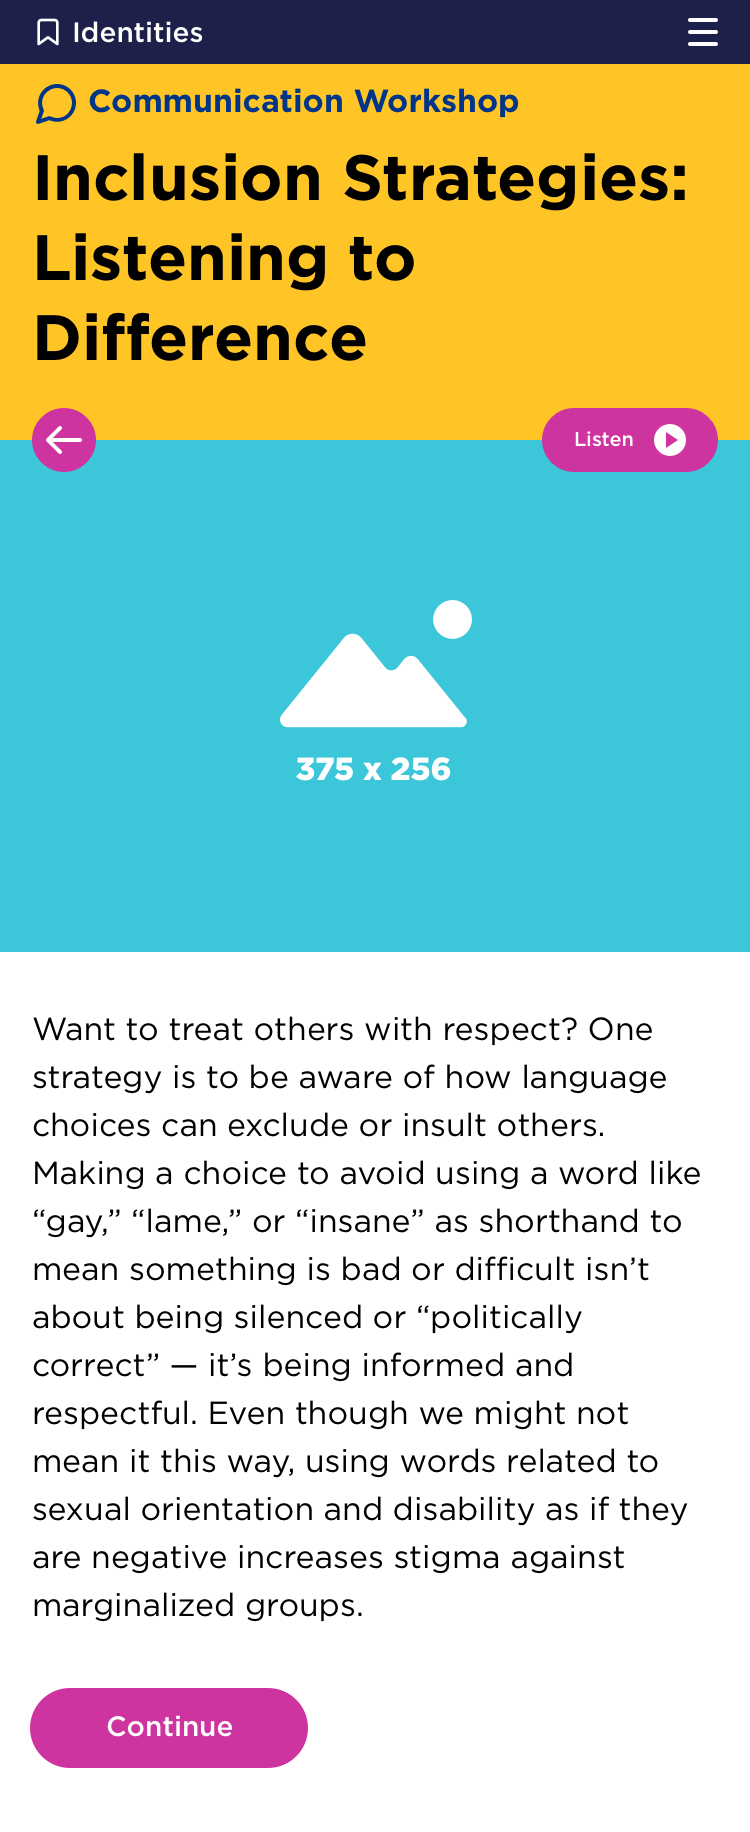 Identities
Communication Workshop
Inclusion Strategies:
Listening to
Difference
Listen
375 x 256
Want to treat others with respect? One
strategy is to be aware of how language
choices can exclude or insult others.
Making a choice to avoid using a word like
“gay,” “lame,” or “insane” as shorthand to
mean something is bad or difficult isn’t
about being silenced or “politically
correct” — it’s being informed and
respectful. Even though we might not
mean it this way, using words related to
sexual orientation and disability as if they
are negative increases stigma against
marginalized groups.
Continue